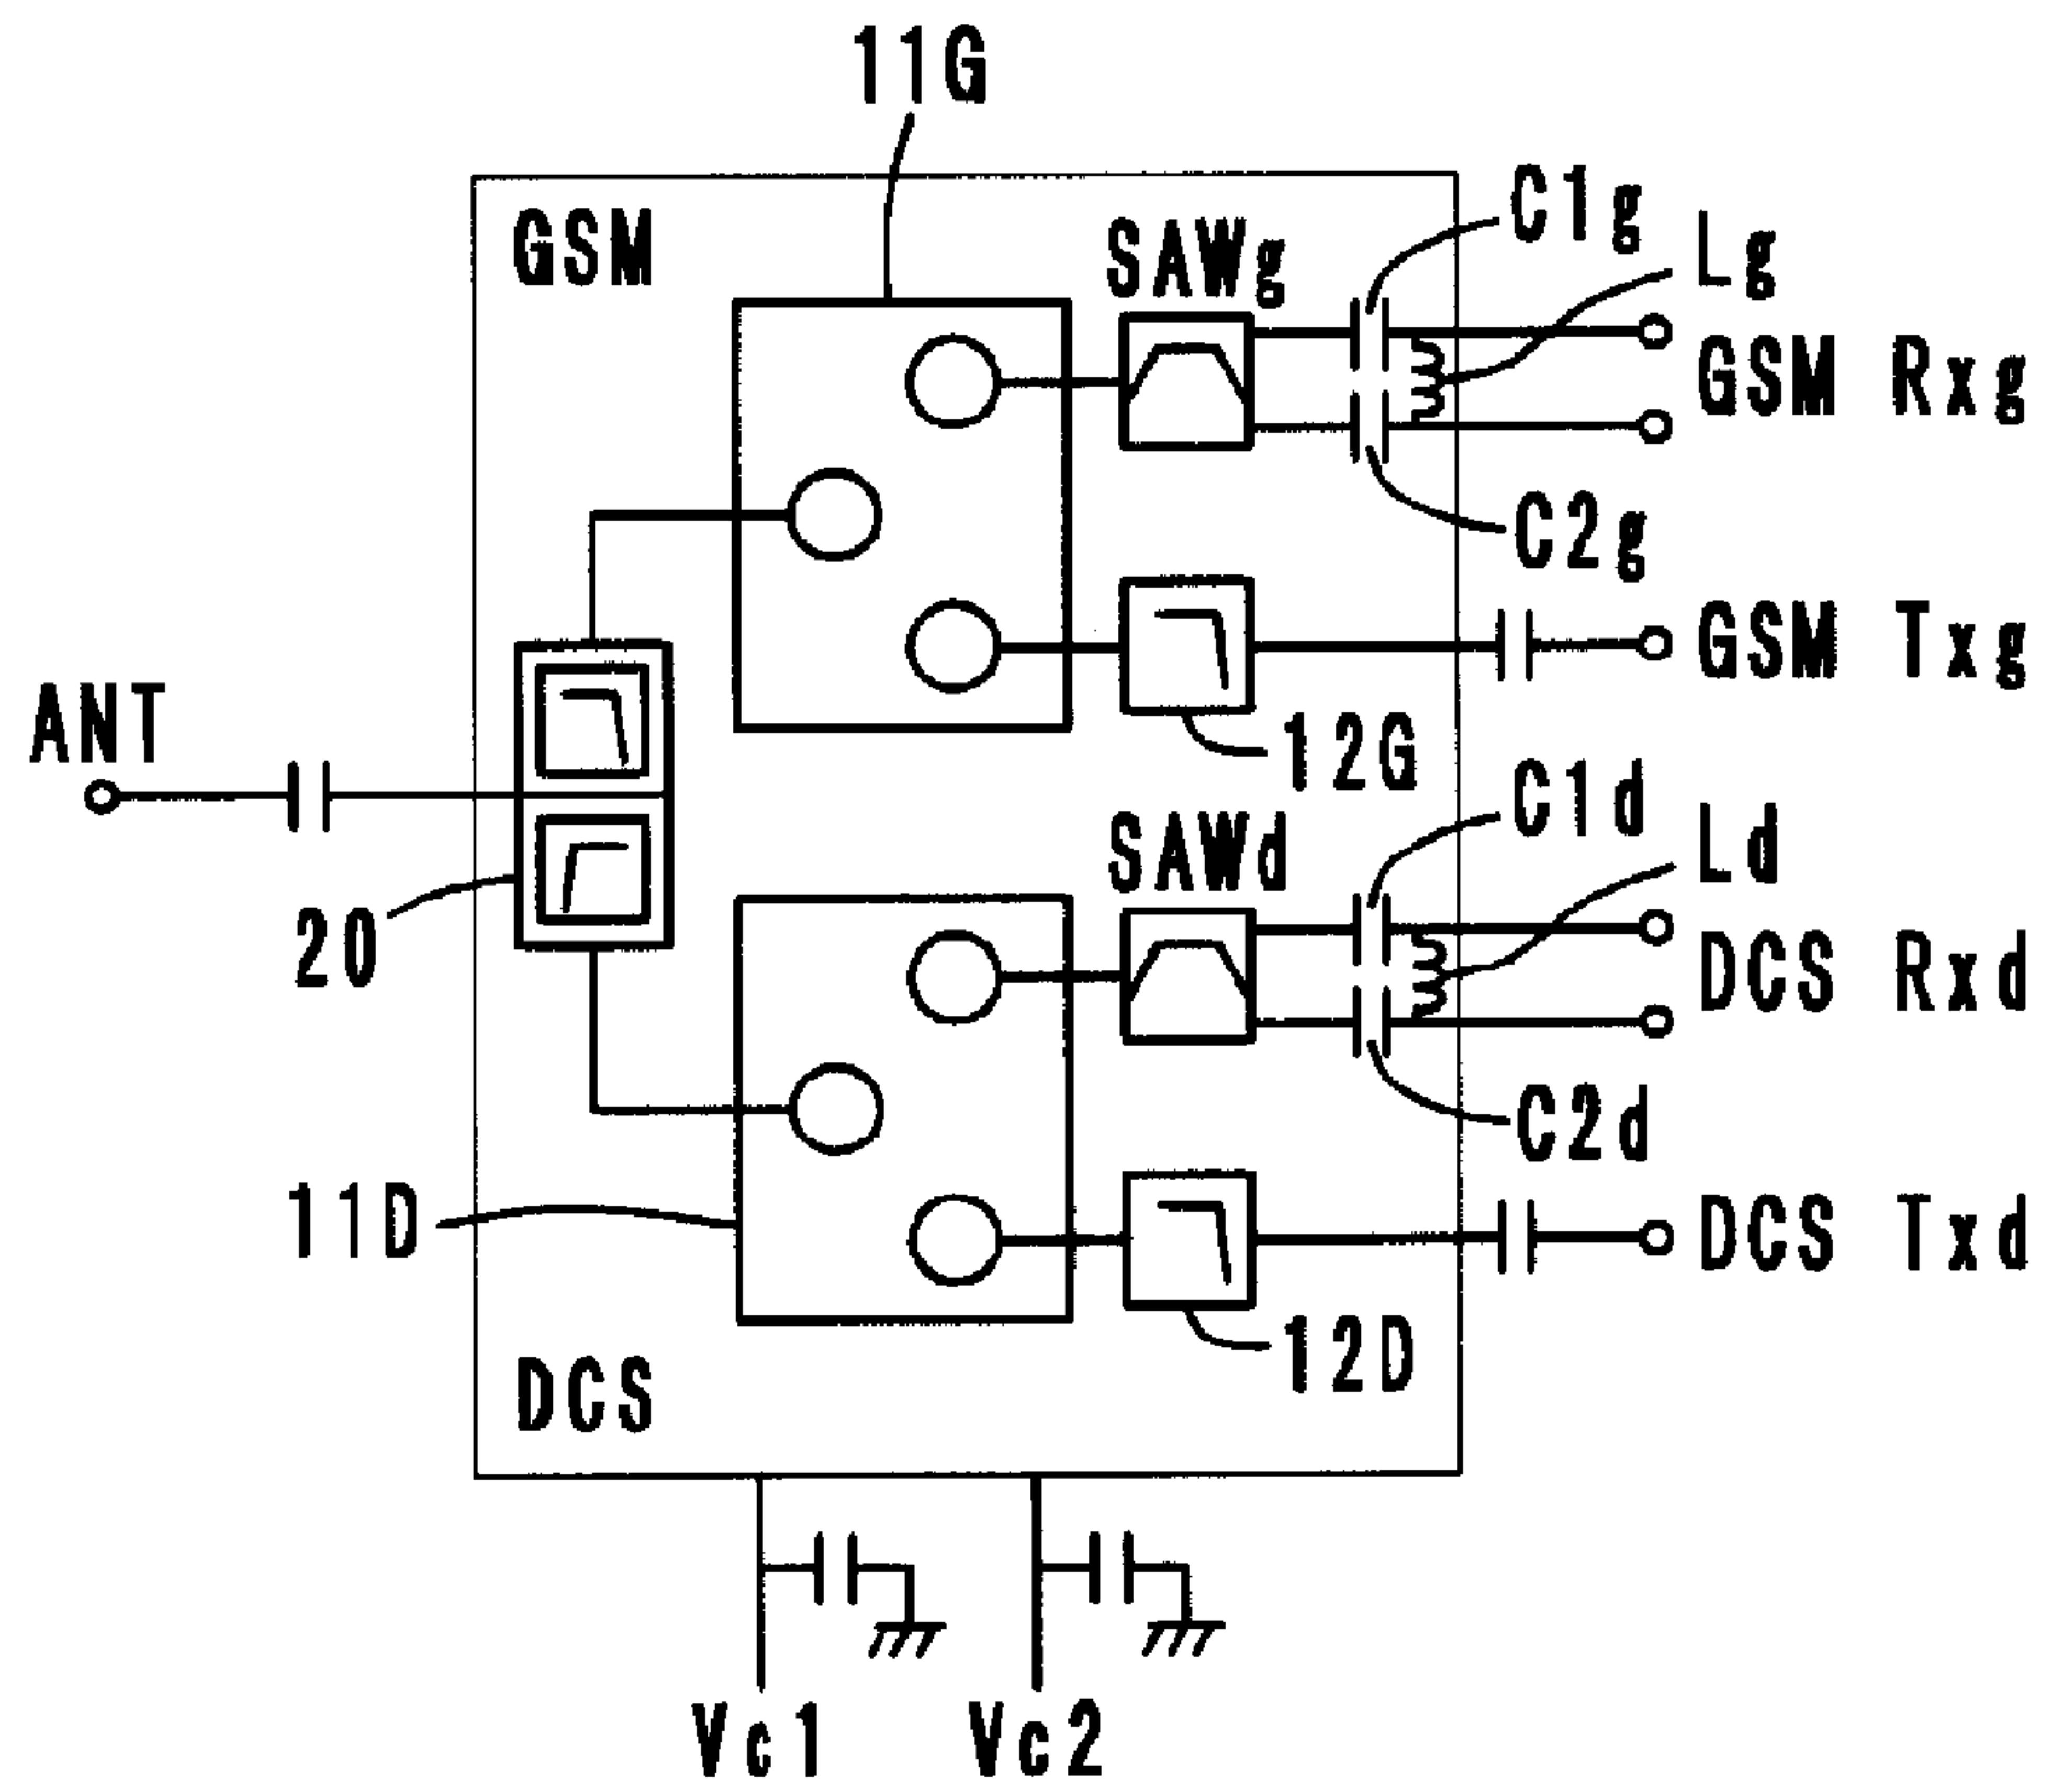 11G
GSM
SAWg
C1g
Lg
GSM Rxg
C2g
GSM Txg
12G
ANT
20
SAWd
C1d
Ld
DCS Rxd
C2d
11D
DCS Txd
12D
DCS
Vc1
Vc2